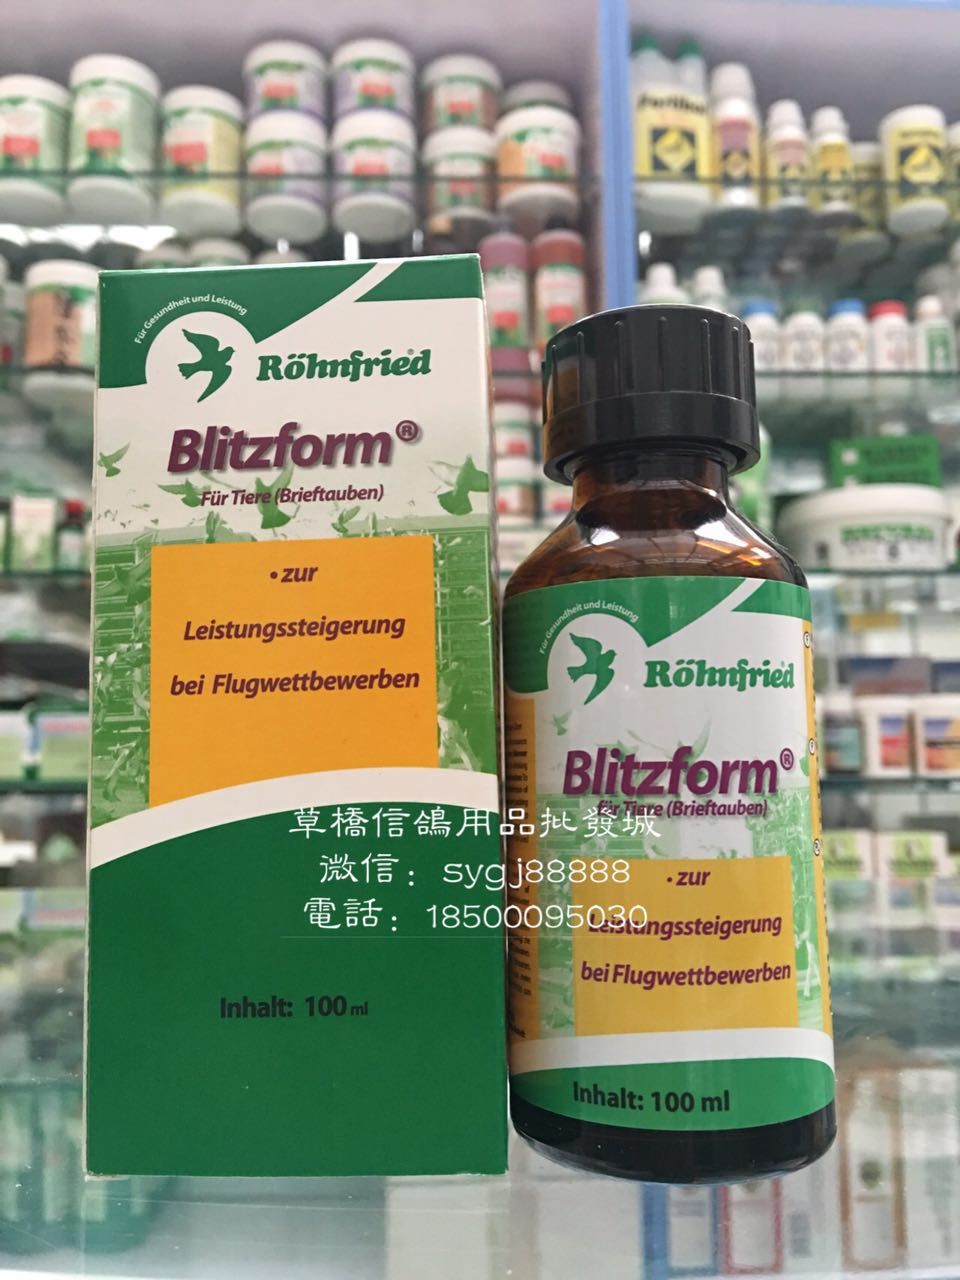 Für Gesundheit und Leistung
Röhnfried
Blitzform®
Für Tiere (Brieftauben)
• zur
Leistungssteigerung
bei Flugwettbewerben
Inhalt: 100 ml
Für Gesundheit und Leistung
Röhnfried
Blitzform®
für Tiere (Brieftauben)
• zur
Leistungssteigerung
bei Flugwettbewerben
Inhalt: 100 ml
草橋信鴿用品批發城
微信：sygj88888
電話：18500095030